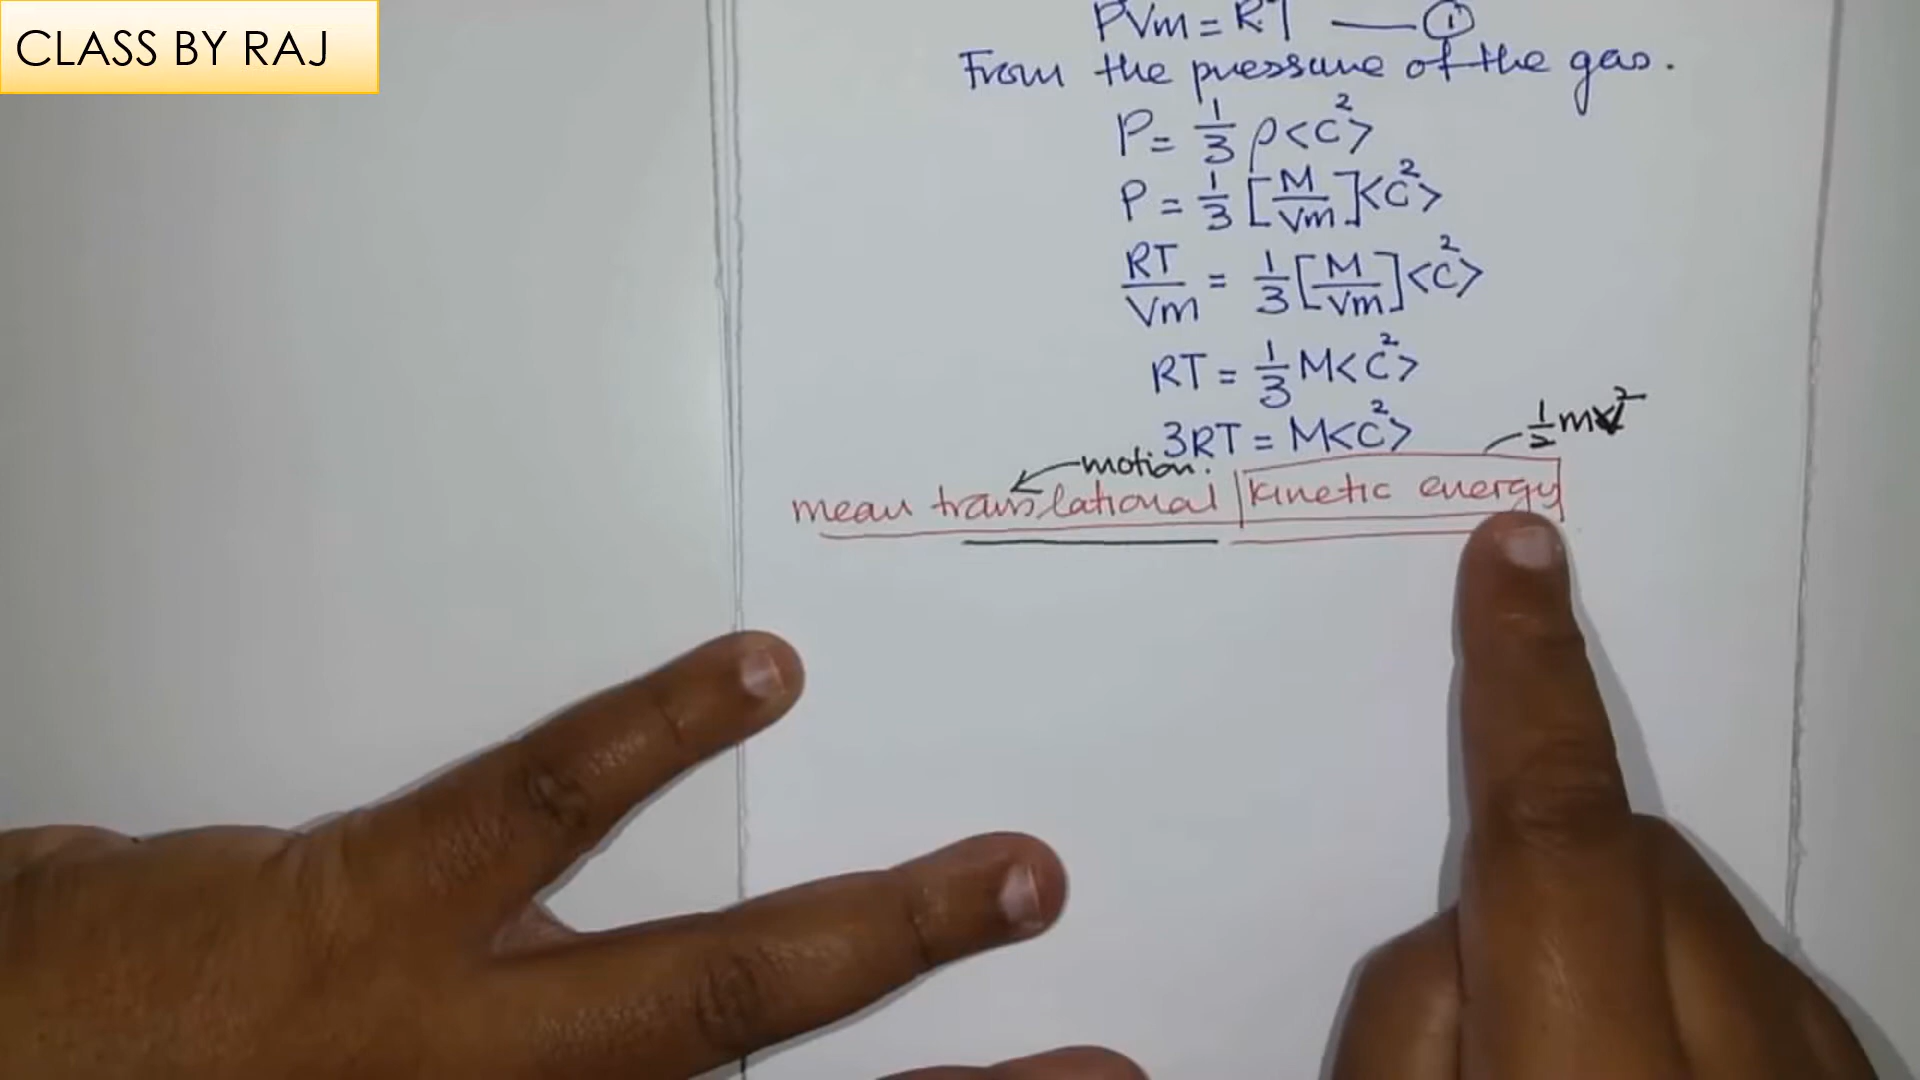 CLASS BY RAJ
PVm = RT —— ①
From the pressure of the gas.
P = 1/3 ρ<C²>
P = 1/3 [M/Vm]<C²>
RT/Vm = 1/3 [M/Vm]<C²>
RT = 1/3 M<C²>
3RT = M<C²>
1/2 mv²
motion.
mean translational kinetic energy